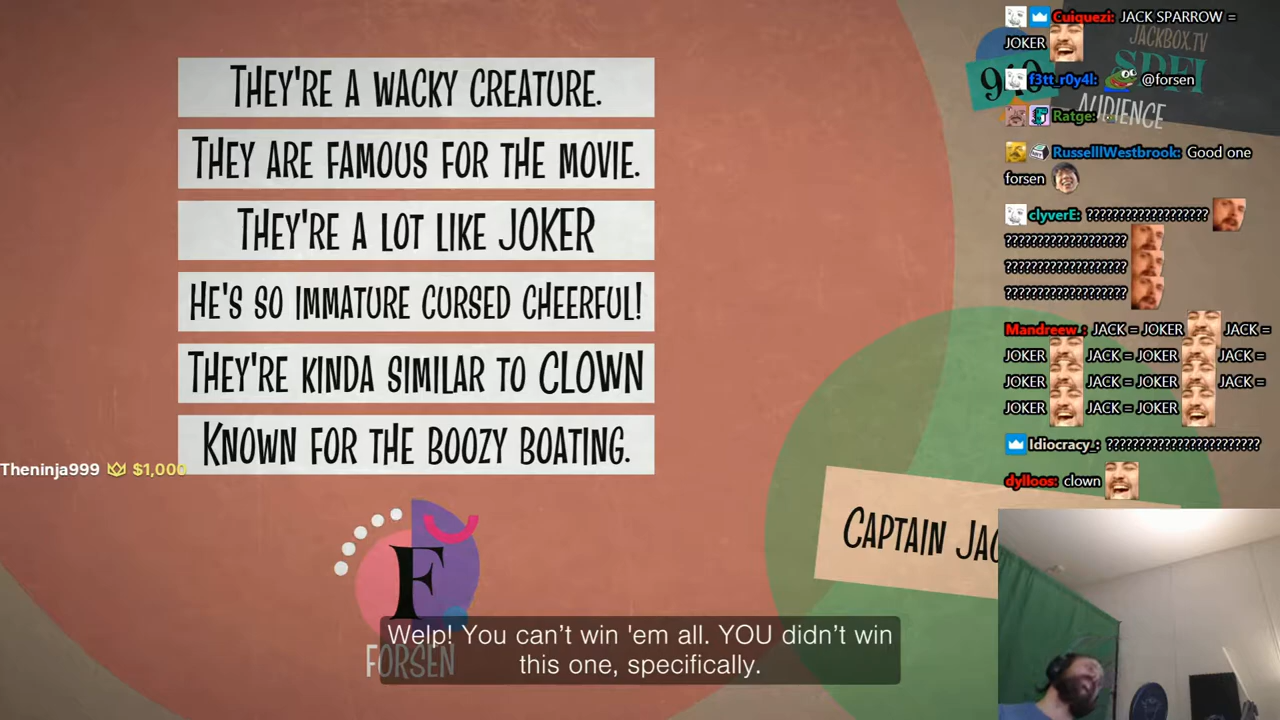 THEY'RE A WACKY CREATURE.
THEY ARE FAMOUS FOR THE MOVIE.
THEY'RE A LOT LIKE JOKER
HE'S SO IMMATURE CURSED CHEERFUL!
THEY'RE KINDA SIMILAR TO CLOWN
KNOWN FOR THE BOOZY BOATING.
Theninja999 $1,000
F
FORSEN
Welp! You can't win 'em all. YOU didn't win
this one, specifically.
CAPTAIN JAC
JACKBOX.TV
940
AUDIENCE
Cuiquezi: JACK SPARROW =
JOKER
f3tt_r0y4l: @forsen
Ratge:
RusselllWestbrook: Good one
forsen
clyverE: ???????????????????
???????????????????
???????????????????
???????????????????
Mandreew_: JACK = JOKER JACK =
JOKER JACK = JOKER JACK =
JOKER JACK = JOKER JACK =
JOKER JACK = JOKER
Idiocracy_: ????????????????????????
dylloos: clown